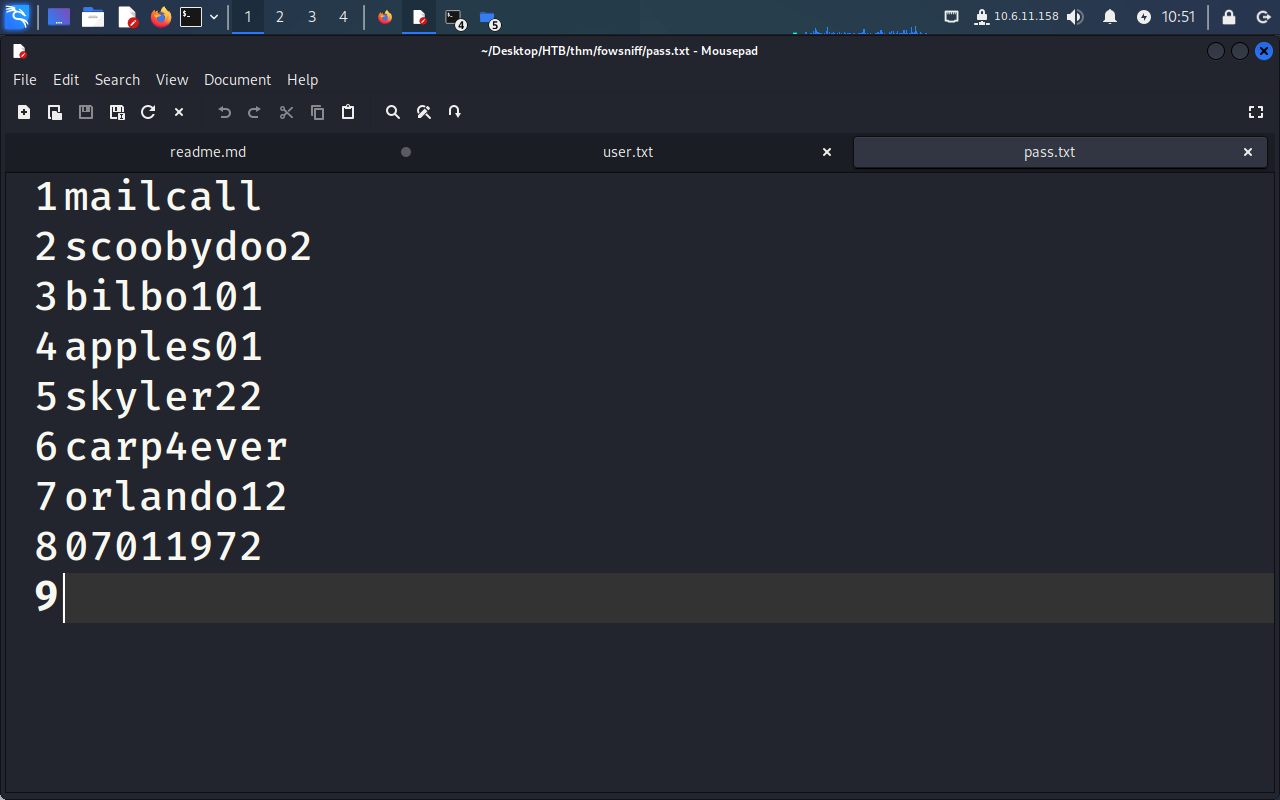 1 2 3 4 4 5 10.6.11.158 10:51
~/Desktop/HTB/thm/fowsniff/pass.txt - Mousepad
File Edit Search View Document Help
readme.md user.txt pass.txt
1 mailcall
2 scoobydoo2
3 bilbo101
4 apples01
5 skyler22
6 carp4ever
7 orlando12
8 07011972
9